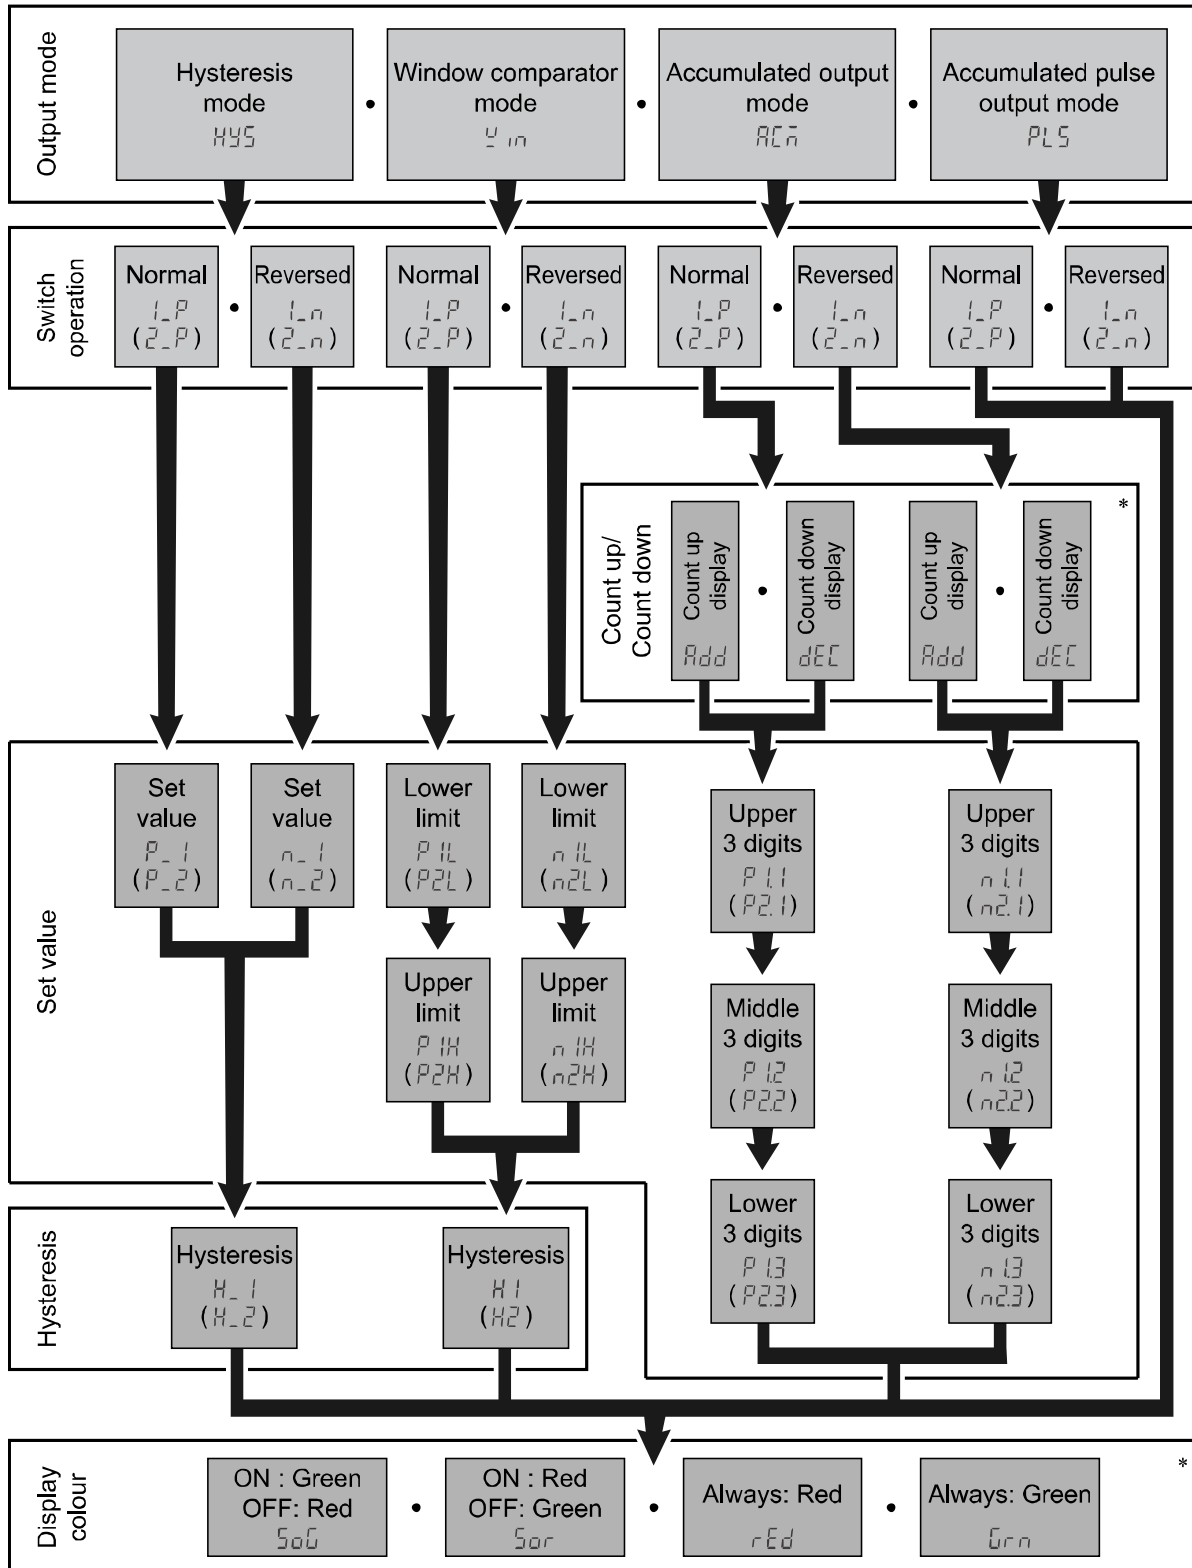 Output mode
Hysteresis
mode
HYS
Window comparator
mode
Win
Accumulated output
mode
ACm
Accumulated pulse
output mode
PLS
Switch
operation
Normal
1_P
(2_P)
Reversed
1_n
(2_n)
Normal
1_P
(2_P)
Reversed
1_n
(2_n)
Normal
1_P
(2_P)
Reversed
1_n
(2_n)
Normal
1_P
(2_P)
Reversed
1_n
(2_n)
Count up/
Count down
Count up
display
Add
Count down
display
dEC
Count up
display
Add
Count down
display
dEC
*
Set value
Set
value
P_1
(P_2)
Set
value
n_1
(n_2)
Lower
limit
P1L
(P2L)
Lower
limit
n1L
(n2L)
Upper
limit
P1H
(P2H)
Upper
limit
n1H
(n2H)
Upper
3 digits
P1.1
(P2.1)
Upper
3 digits
n1.1
(n2.1)
Middle
3 digits
P1.2
(P2.2)
Middle
3 digits
n1.2
(n2.2)
Lower
3 digits
P1.3
(P2.3)
Lower
3 digits
n1.3
(n2.3)
Hysteresis
Hysteresis
H_1
(H_2)
Hysteresis
H1
(H2)
Display
colour
ON : Green
OFF: Red
SoG
ON : Red
OFF: Green
Sor
Always: Red
rEd
Always: Green
Grn
*